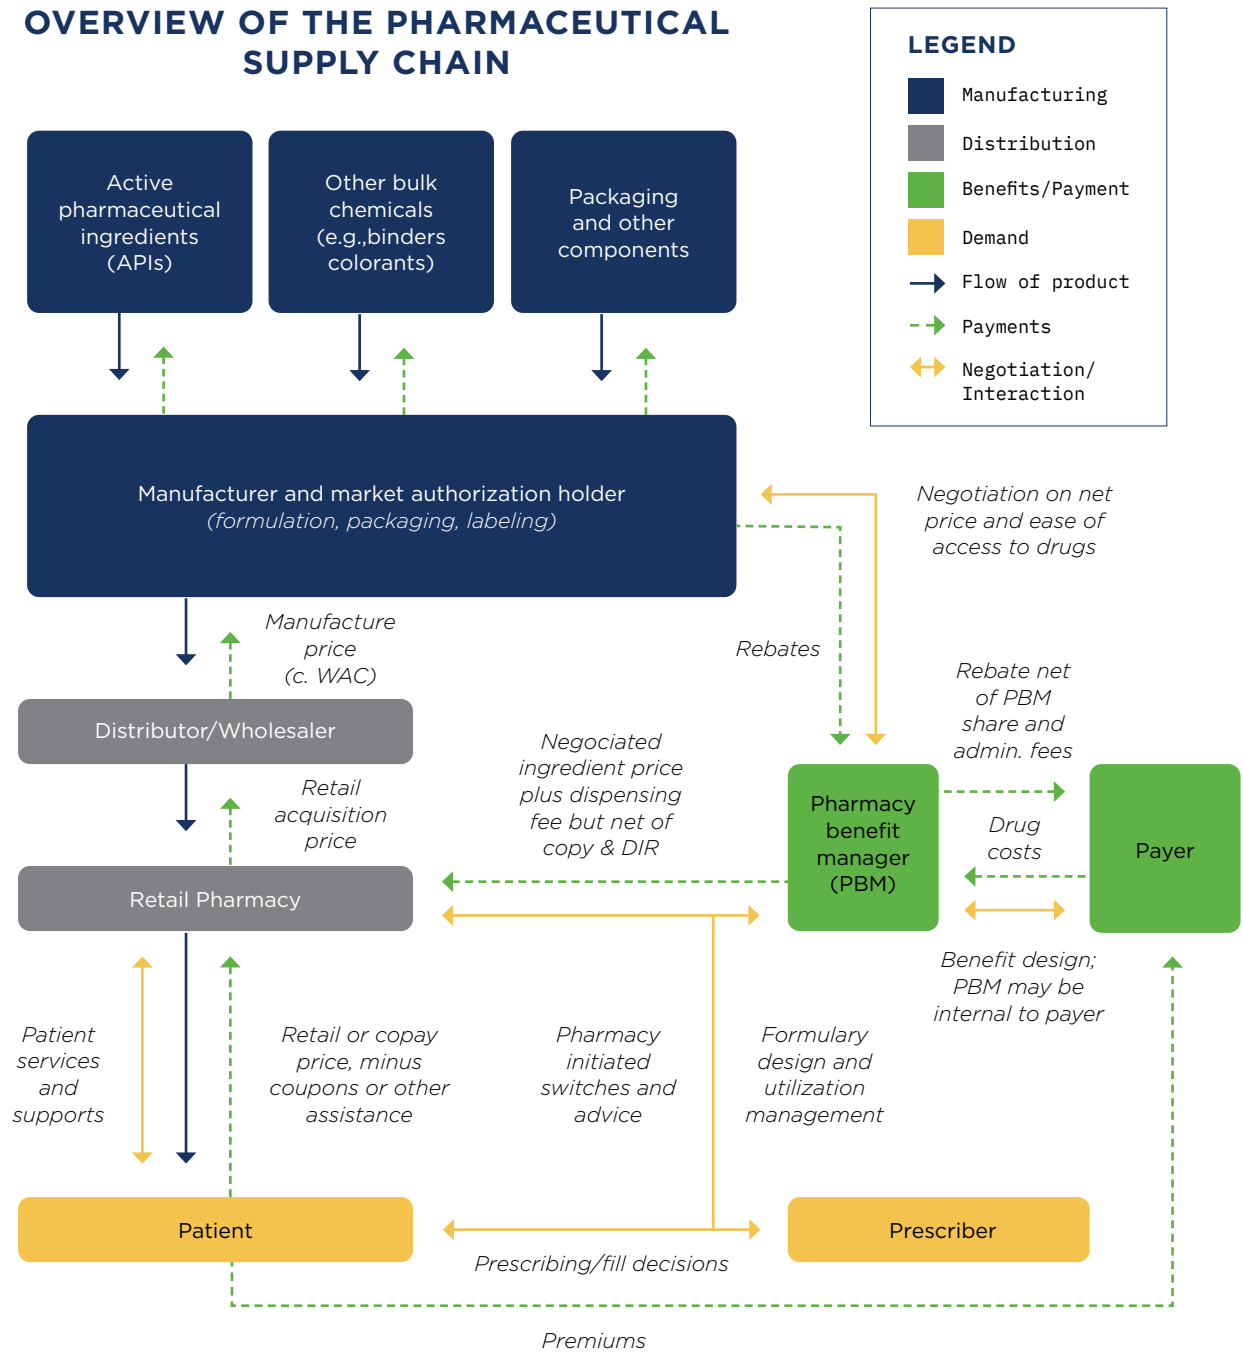 OVERVIEW OF THE PHARMACEUTICAL
SUPPLY CHAIN
LEGEND
Manufacturing
Distribution
Benefits/Payment
Demand
Flow of product
Payments
Negotiation/
Interaction
Active
pharmaceutical
ingredients
(APIs)
Other bulk
chemicals
(e.g.,binders
colorants)
Packaging
and other
components
Manufacturer and market authorization holder
(formulation, packaging, labeling)
Negotiation on net
price and ease of
access to drugs
Manufacture
price
(c. WAC)
Rebates
Rebate net
of PBM
share and
admin. fees
Distributor/Wholesaler
Negociated
ingredient price
plus dispensing
fee but net of
copy & DIR
Retail
acquisition
price
Pharmacy
benefit
manager
(PBM)
Drug
costs
Payer
Retail Pharmacy
Benefit design;
PBM may be
internal to payer
Patient
services
and
supports
Retail or copay
price, minus
coupons or other
assistance
Pharmacy
initiated
switches and
advice
Formulary
design and
utilization
management
Patient
Prescriber
Prescribing/fill decisions
Premiums